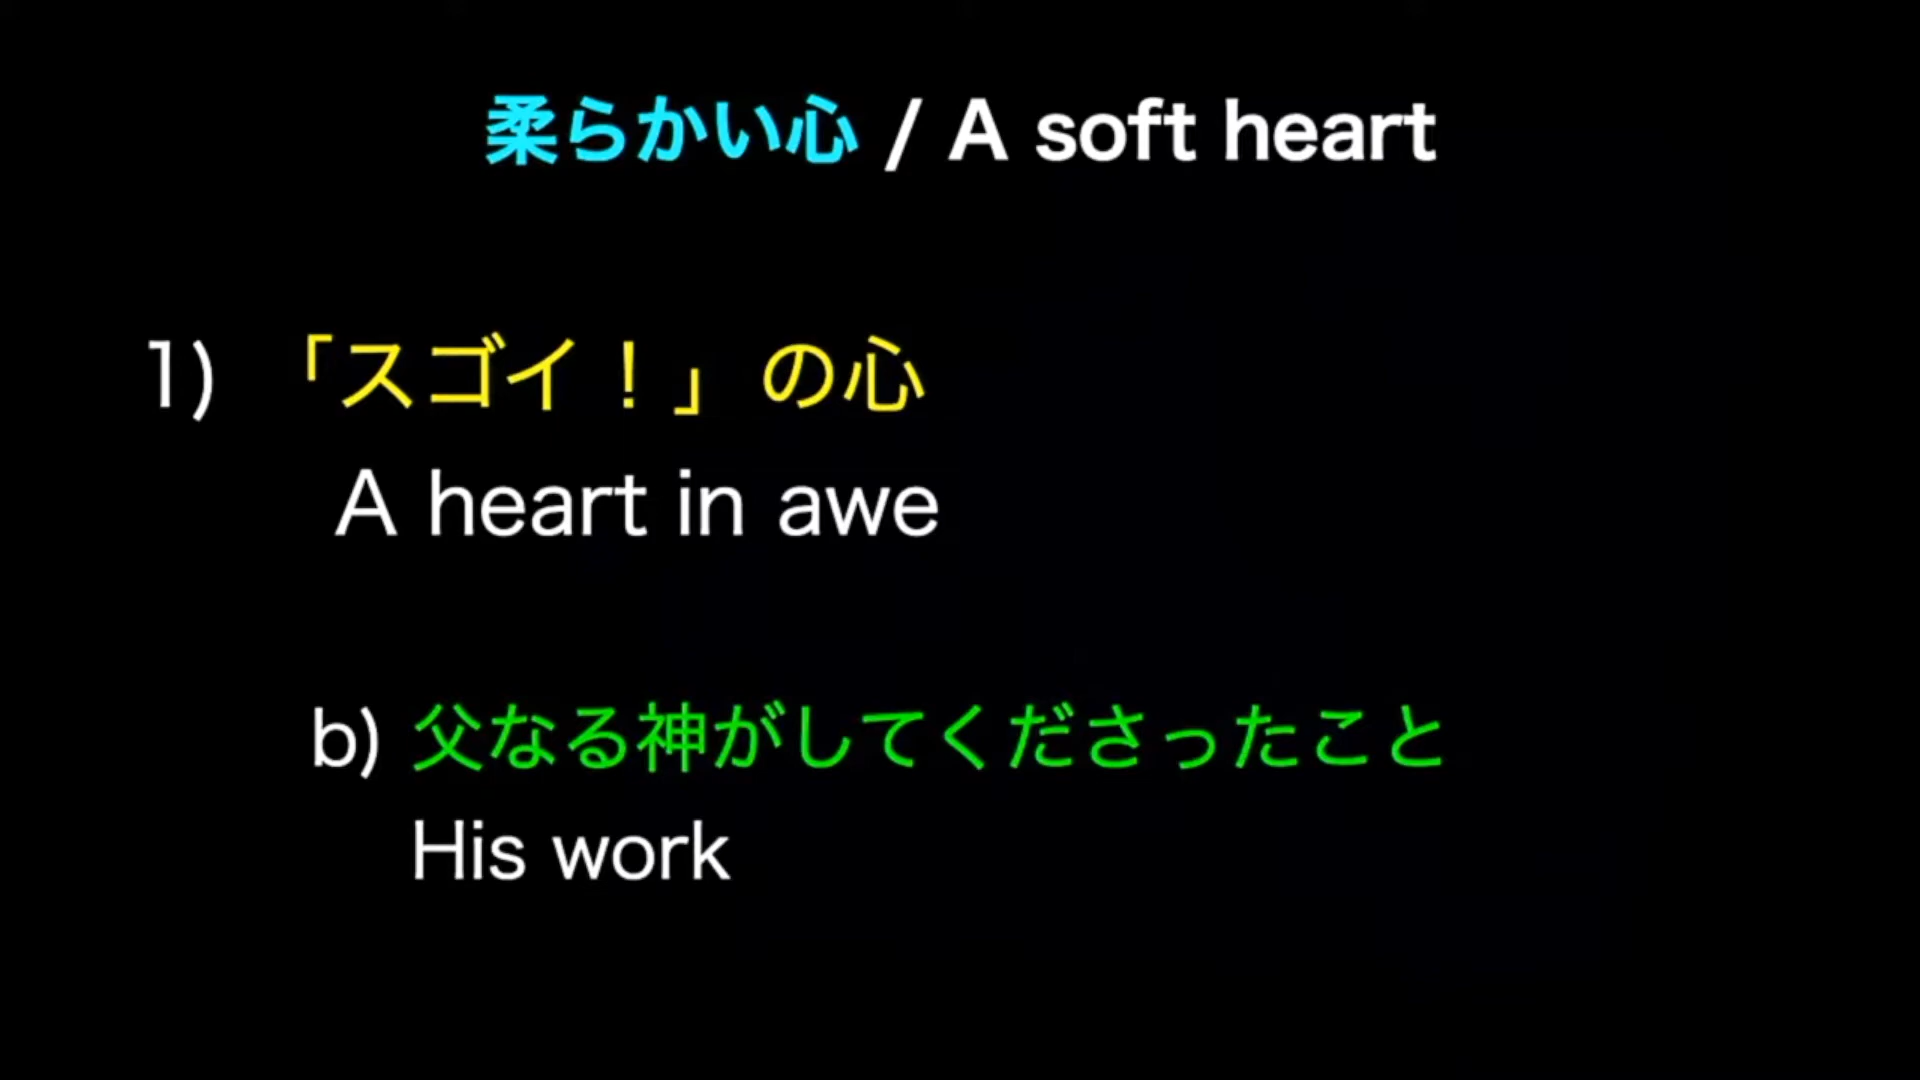 柔らかい心 / A soft heart
1) 「スゴイ！」の心
A heart in awe
b) 父なる神がしてくださったこと
His work